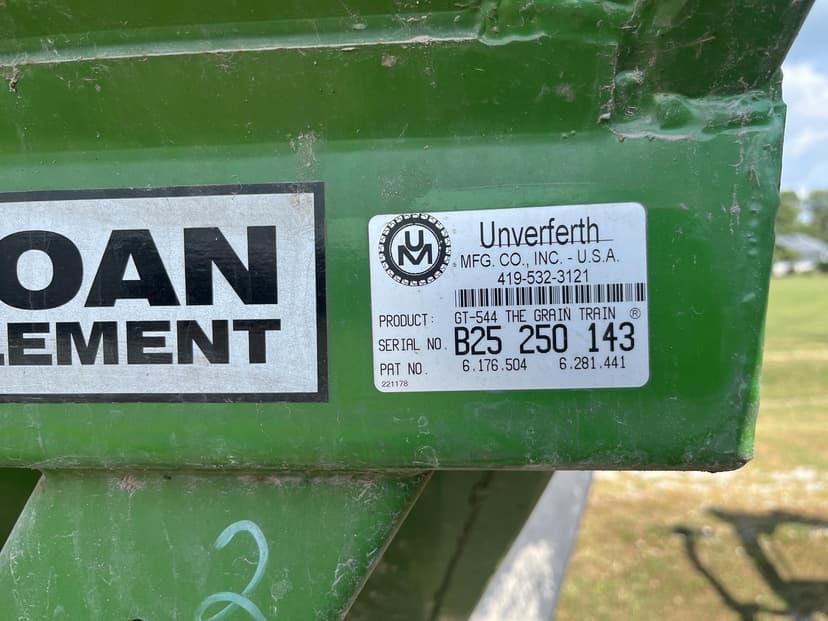 OAN
LEMENT
UM
Unverferth
MFG. CO., INC. - U.S.A.
419-532-3121
PRODUCT: GT-544 THE GRAIN TRAIN ®
SERIAL NO. B25 250 143
PAT NO. 6.176.504 6.281.441
221178
2